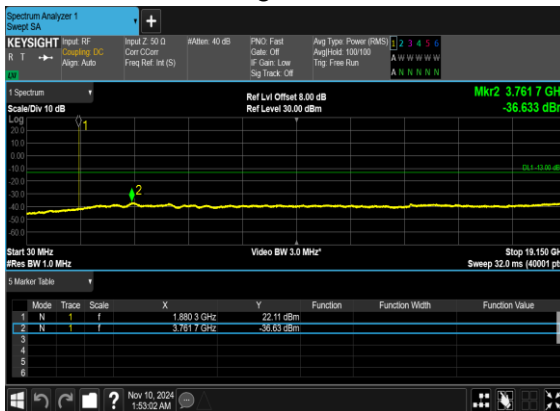 Spectrum Analyzer 1
Swept SA
KEYSIGHT
R T
Input: RF
Coupling: DC
Align: Auto
Input Z: 50 Ω
Corr CCorr
Freq Ref: Int (S)
#Atten: 40 dB
PNO: Fast
Gate: Off
IF Gain: Low
Sig Track: Off
Avg Type: Power (RMS)
Avg|Hold: 100/100
Trig: Free Run
1 2 3 4 5 6
A W W W W W
A N N N N N
1 Spectrum
Scale/Div 10 dB
Ref Lvl Offset 8.00 dB
Ref Level 30.00 dBm
Mkr2 3.761 7 GH
-36.633 dBm
Log
20.0
10.0
0.00
-10.0
-20.0
-30.0
-40.0
-50.0
-60.0
1
2
DL1 -13.00 dB
Start 30 MHz
#Res BW 1.0 MHz
Video BW 3.0 MHz*
Stop 19.150 GH
Sweep 32.0 ms (40001 pt
5 Marker Table
Mode Trace Scale X Y Function Function Width Function Value
1 N 1 f 1.880 3 GHz 22.11 dBm
2 N 1 f 3.761 7 GHz -36.63 dBm
3
4
5
6
?
Nov 10, 2024
1:53:02 AM